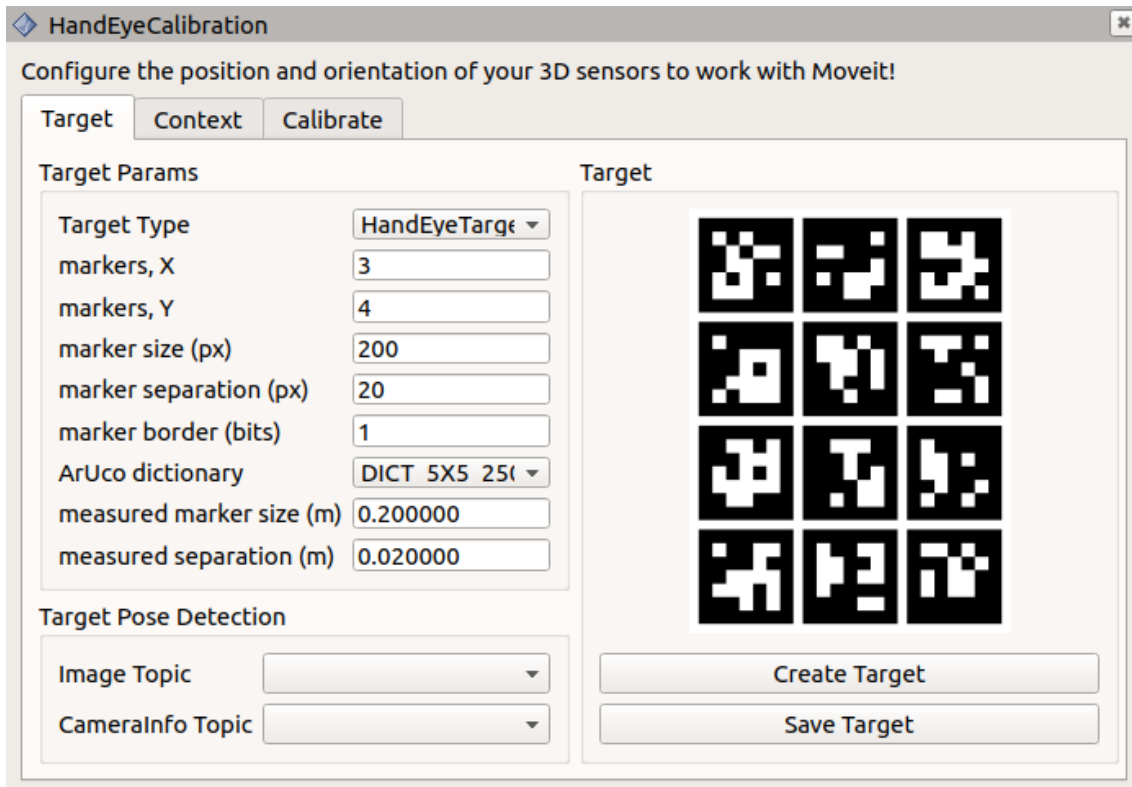 HandEyeCalibration
Configure the position and orientation of your 3D sensors to work with Moveit!
Target Context Calibrate
Target Params
Target Type HandEyeTarge
markers, X 3
markers, Y 4
marker size (px) 200
marker separation (px) 20
marker border (bits) 1
ArUco dictionary DICT_5X5_25
measured marker size (m) 0.200000
measured separation (m) 0.020000
Target Pose Detection
Image Topic
CameraInfo Topic
Target
Create Target
Save Target